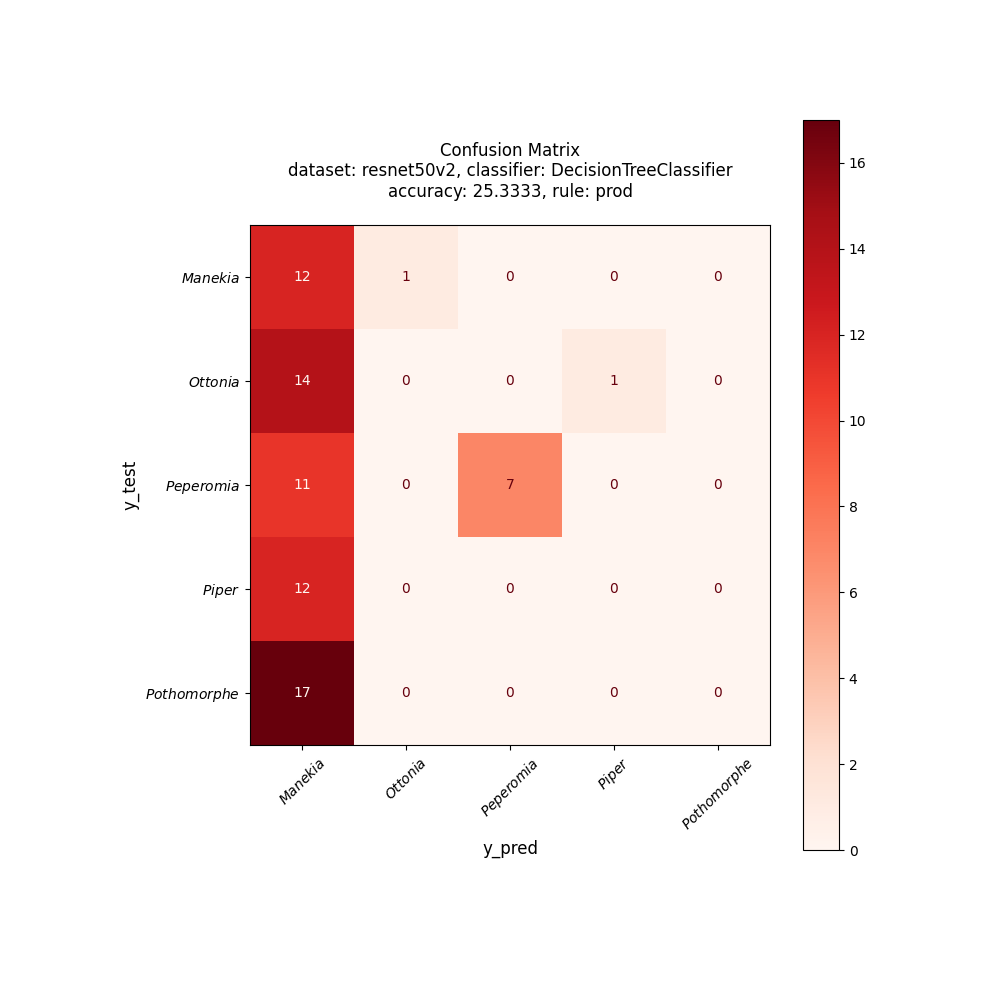 Confusion Matrix
dataset: resnet50v2, classifier: DecisionTreeClassifier
accuracy: 25.3333, rule: prod
y_test
Manekia 12 1 0 0 0
Ottonia 14 0 0 1 0
Peperomia 11 0 7 0 0
Piper 12 0 0 0 0
Pothomorphe 17 0 0 0 0
Manekia Ottonia Peperomia Piper Pothomorphe
y_pred
16
14
12
10
8
6
4
2
0